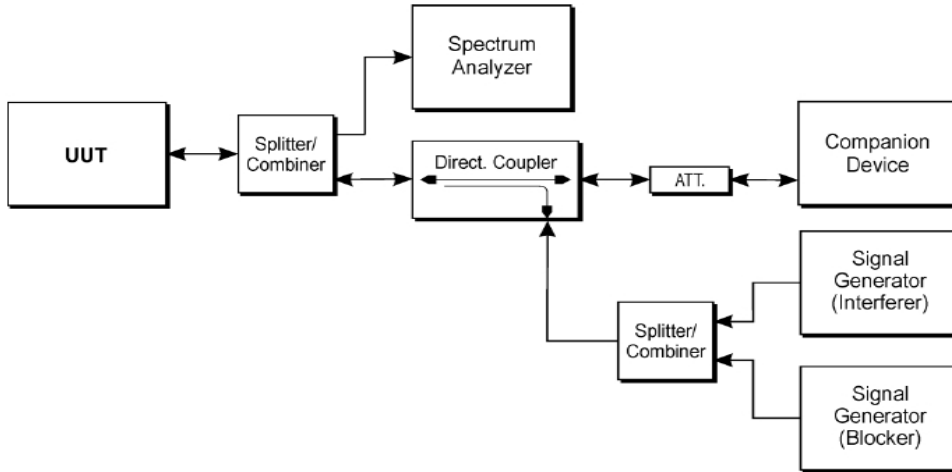 Spectrum
Analyzer
UUT
Splitter/
Combiner
Direct. Coupler
ATT.
Companion
Device
Signal
Generator
(Interferer)
Splitter/
Combiner
Signal
Generator
(Blocker)